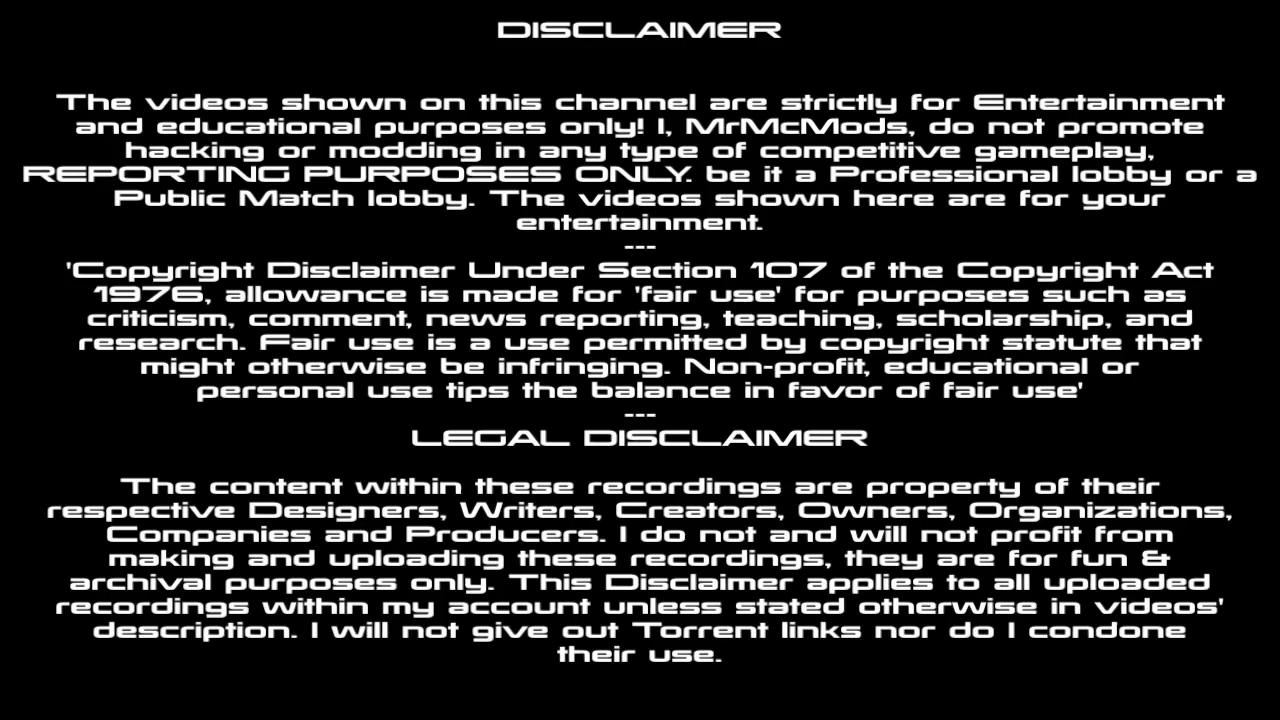 DISCLAIMER
The videos shown on this channel are strictly for Entertainment
and educational purposes only! I, MrMcMods, do not promote
hacking or modding in any type of competitive gameplay,
REPORTING PURPOSES ONLY. be it a Professional lobby or a
Public Match lobby. The videos shown here are for your
entertainment.
---
'Copyright Disclaimer Under Section 107 of the Copyright Act
1976, allowance is made for 'fair use' for purposes such as
criticism, comment, news reporting, teaching, scholarship, and
research. Fair use is a use permitted by copyright statute that
might otherwise be infringing. Non-profit, educational or
personal use tips the balance in favor of fair use'
---
LEGAL DISCLAIMER
The content within these recordings are property of their
respective Designers, Writers, Creators, Owners, Organizations,
Companies and Producers. I do not and will not profit from
making and uploading these recordings, they are for fun &
archival purposes only. This Disclaimer applies to all uploaded
recordings within my account unless stated otherwise in videos'
description. I will not give out Torrent links nor do I condone
their use.